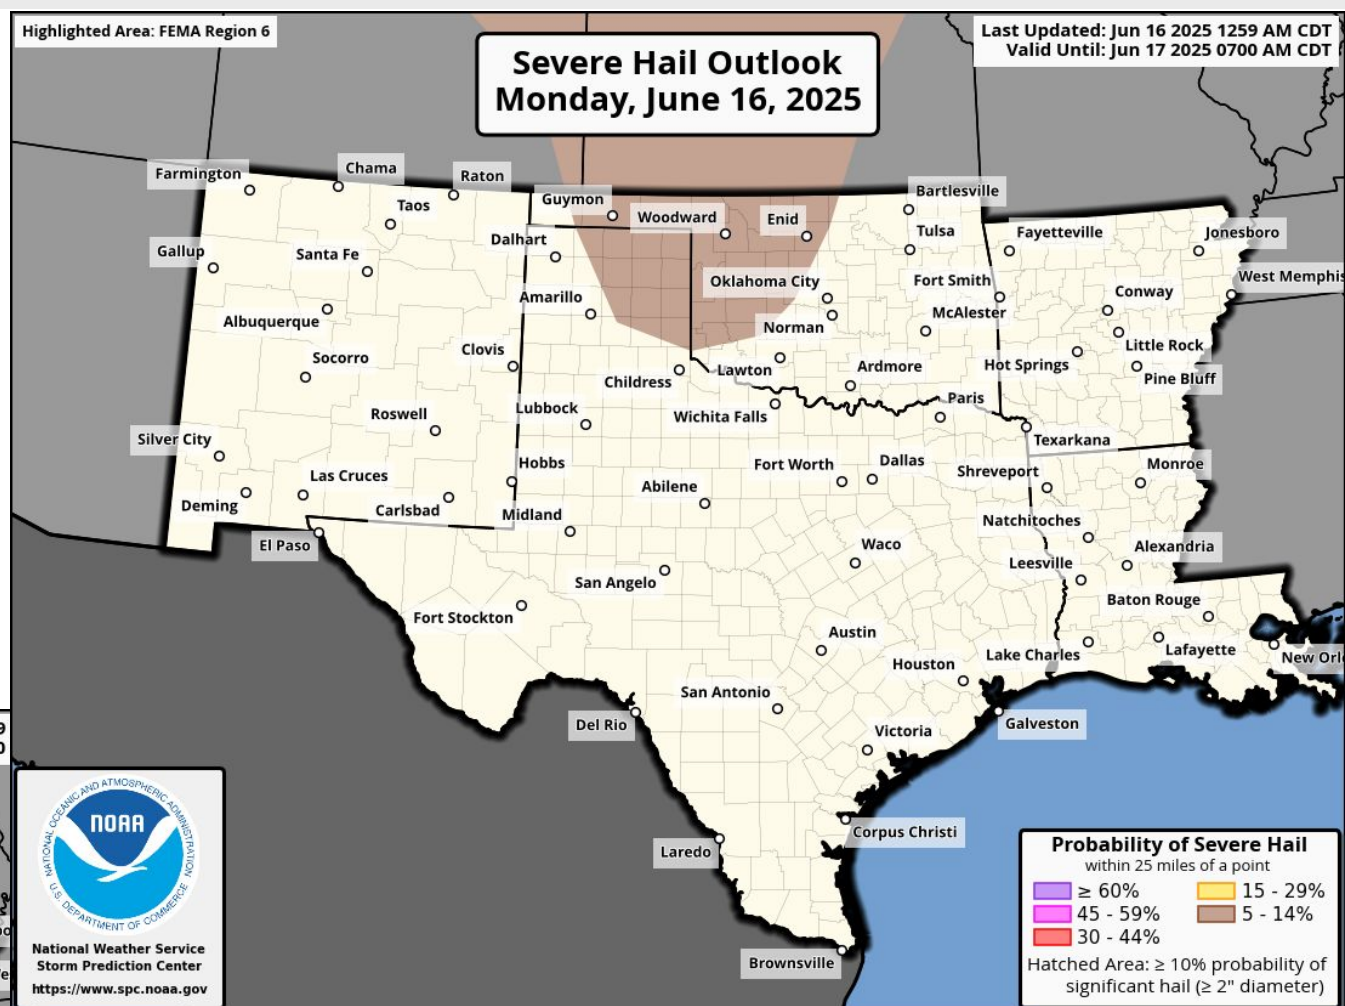 Highlighted Area: FEMA Region 6
Last Updated: Jun 16 2025 1259 AM CDT
Valid Until: Jun 17 2025 0700 AM CDT
Severe Hail Outlook
Monday, June 16, 2025
Farmington
Chama
Raton
Taos
Guymon
Woodward
Enid
Bartlesville
Gallup
Santa Fe
Dalhart
Tulsa
Fayetteville
Jonesboro
Albuquerque
Amarillo
Oklahoma City
Fort Smith
Conway
West Memphis
Norman
McAlester
Socorro
Clovis
Childress
Lawton
Ardmore
Hot Springs
Little Rock
Pine Bluff
Roswell
Lubbock
Wichita Falls
Paris
Silver City
Texarkana
Las Cruces
Hobbs
Abilene
Fort Worth
Dallas
Shreveport
Monroe
Deming
Carlsbad
Midland
Natchitoches
El Paso
San Angelo
Waco
Leesville
Alexandria
Fort Stockton
Baton Rouge
Austin
Houston
Lake Charles
Lafayette
New Orl
Del Rio
San Antonio
Galveston
Victoria
Laredo
Corpus Christi
Brownsville
NATIONAL OCEANIC AND ATMOSPHERIC ADMINISTRATION
NOAA
U.S. DEPARTMENT OF COMMERCE
National Weather Service
Storm Prediction Center
https://www.spc.noaa.gov
Probability of Severe Hail
within 25 miles of a point
≥ 60%
15 - 29%
45 - 59%
5 - 14%
30 - 44%
Hatched Area: ≥ 10% probability of
significant hail (≥ 2" diameter)